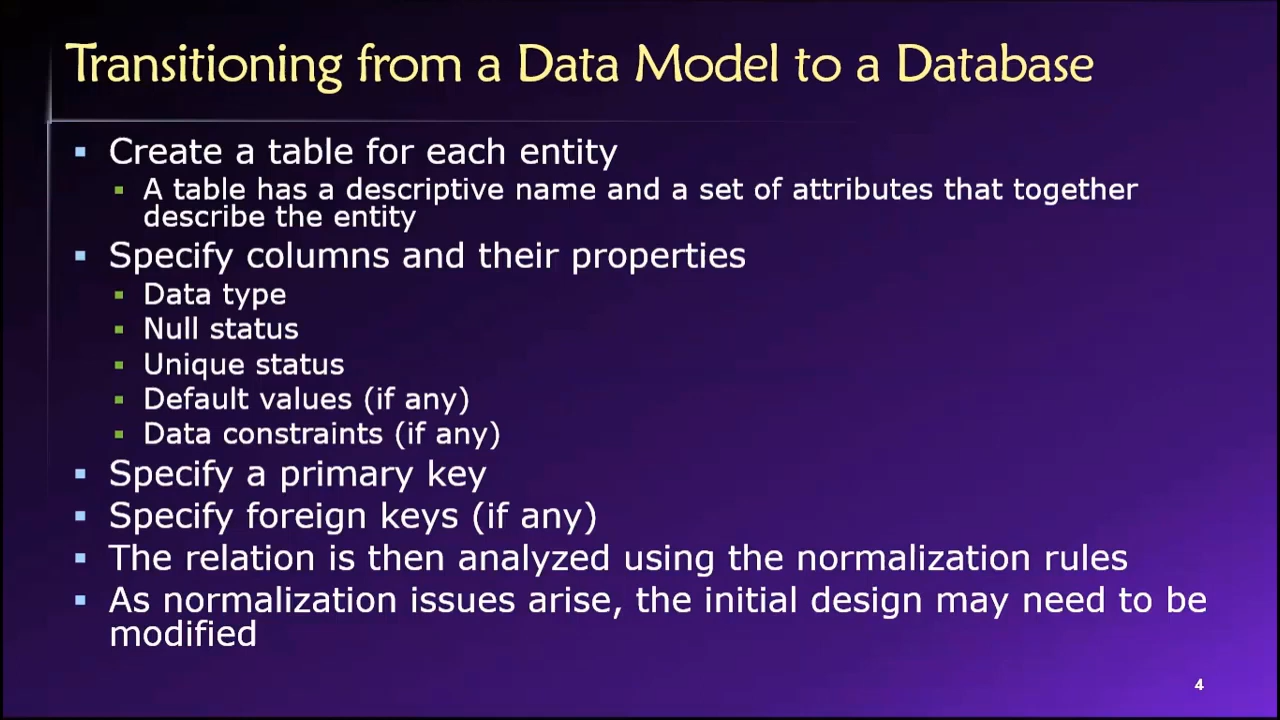 Transitioning from a Data Model to a Database
Create a table for each entity
A table has a descriptive name and a set of attributes that together
describe the entity
Specify columns and their properties
Data type
Null status
Unique status
Default values (if any)
Data constraints (if any)
Specify a primary key
Specify foreign keys (if any)
The relation is then analyzed using the normalization rules
As normalization issues arise, the initial design may need to be
modified
4